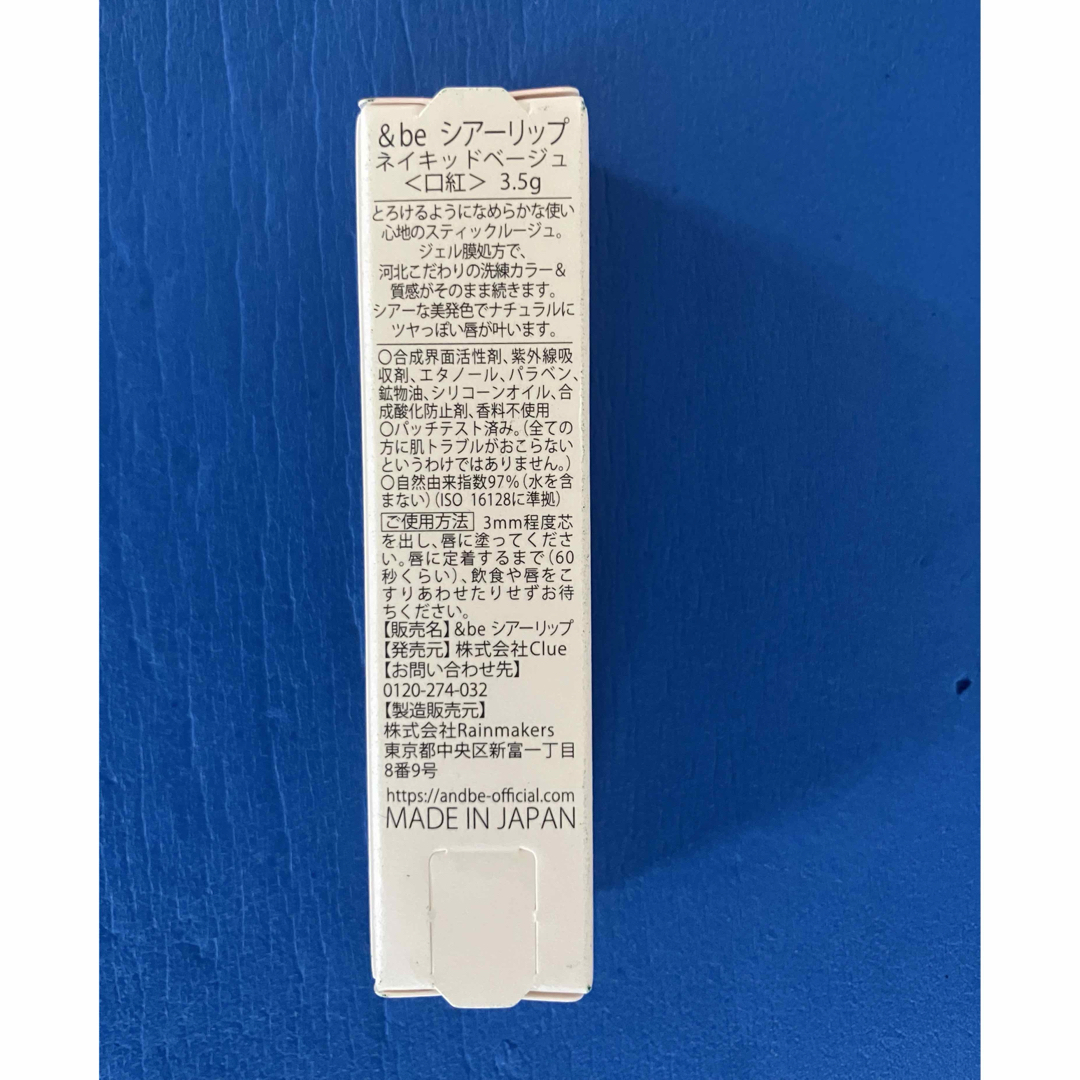 &be シアーリップ
ネイキッドベージュ
＜口紅＞ 3.5g
とろけるようになめらかな使い
心地のスティックルージュ。
ジェル膜処方で、
河北こだわりの洗練カラー＆
質感がそのまま続きます。
シアーな美発色でナチュラルに
ツヤっぽい唇が叶います。
〇合成界面活性剤、紫外線吸
収剤、エタノール、パラベン、
鉱物油、シリコーンオイル、合
成酸化防止剤、香料不使用
〇パッチテスト済み。（全ての
方に肌トラブルがおこらない
というわけではありません。）
〇自然由来指数97％（水を含
まない）（ISO 16128に準拠）
ご使用方法 3mm程度芯
を出し、唇に塗ってくださ
い。唇に定着するまで（60
秒くらい）、飲食や唇をこ
すりあわせたりせずお待
ちください。
【販売名】&be シアーリップ
【発売元】株式会社Clue
【お問い合わせ先】
0120-274-032
【製造販売元】
株式会社Rainmakers
東京都中央区新富一丁目
8番9号
https://andbe-official.com
MADE IN JAPAN